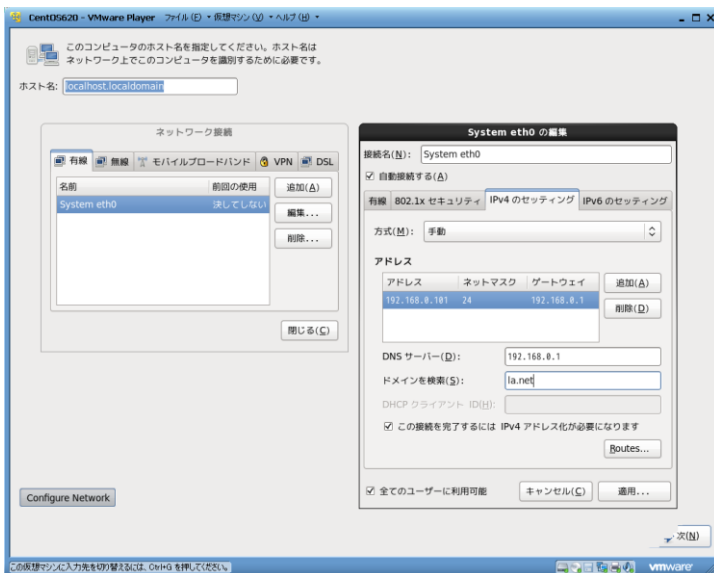 CentOS620 - VMware Player ファイル(E) ▾ 仮想マシン(V) ▾ ヘルプ(H) ▾
このコンピュータのホスト名を指定してください。ホスト名は
ネットワーク上でこのコンピュータを識別するために必要です。
ホスト名: localhost.localdomain
ネットワーク接続
有線 無線 モバイルブロードバンド VPN DSL
名前 前回の使用
System eth0 決してしない
追加(A)
編集...
削除...
閉じる(C)
System eth0 の編集
接続名(N): System eth0
自動接続する(A)
有線 802.1x セキュリティ IPv4 のセッティング IPv6 のセッティング
方式(M): 手動
アドレス
アドレス ネットマスク ゲートウェイ
192.168.0.101 24 192.168.0.1
追加(A)
削除(D)
DNS サーバー(D): 192.168.0.1
ドメインを検索(S): la.net
DHCP クライアント ID(H):
この接続を完了するには IPv4 アドレス化が必要になります
Routes...
全てのユーザーに利用可能 キャンセル(C) 適用...
Configure Network
次(N)
この仮想マシンに入力先を切り替えるには、Ctrl+G を押してください。
vmware